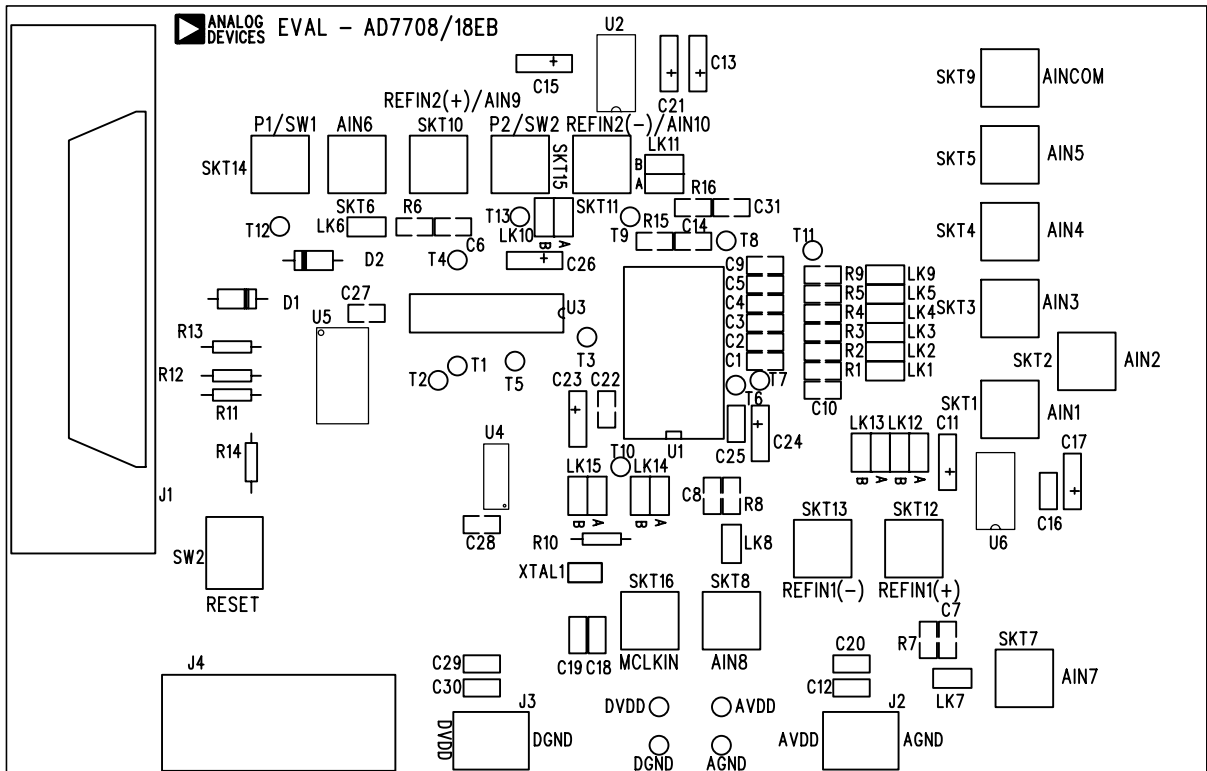 ANALOG
DEVICES
EVAL - AD7708/18EB
U2
C15
C21
C13
SKT9
AINCOM
REFIN2(+)/AIN9
P1/SW1
AIN6
SKT10
P2/SW2
REFIN2(-)/AIN10
SKT14
SKT15
LK11
B
A
SKT5
AIN5
T12
SKT6
LK6
R6
C6
T13
LK10
B
A
SKT11
T9
R16
C31
R15
C14
T8
T11
SKT4
AIN4
D2
T4
C26
D1
C27
U5
U3
C9
C5
C4
C3
C2
C1
R9
R5
R4
R3
R2
R1
LK9
LK5
LK4
LK3
LK2
LK1
SKT3
AIN3
R13
R12
R11
T2
T1
T5
T3
C23
C22
T7
T6
C10
SKT2
AIN2
SKT1
AIN1
R14
U4
T10
U1
C25
C24
LK13
LK12
C11
C17
B
A
B
A
LK15
LK14
B
A
B
A
C8
R8
C16
U6
J1
C28
R10
LK8
SKT13
SKT12
SW2
RESET
XTAL1
SKT16
SKT8
REFIN1(-)
REFIN1(+)
C19
C18
MCLKIN
AIN8
R7
C7
SKT7
AIN7
J4
C29
C30
C20
C12
LK7
J3
DVDD
DGND
DVDD
AVDD
DGND
AGND
J2
AVDD
AGND